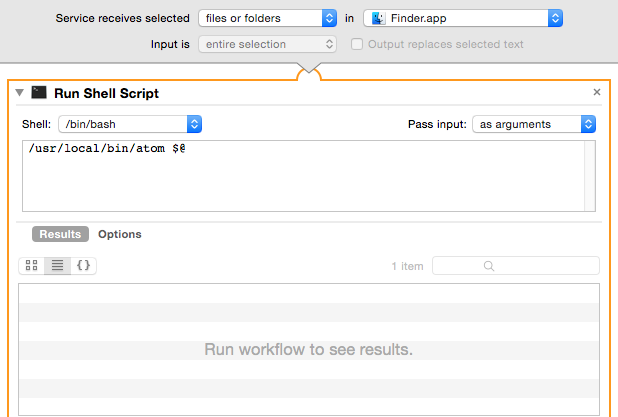 Service receives selected files or folders in Finder.app
Input is entire selection Output replaces selected text
Run Shell Script ×
Shell: /bin/bash Pass input: as arguments
/usr/local/bin/atom $@
Results Options
{} 1 item
Run workflow to see results.